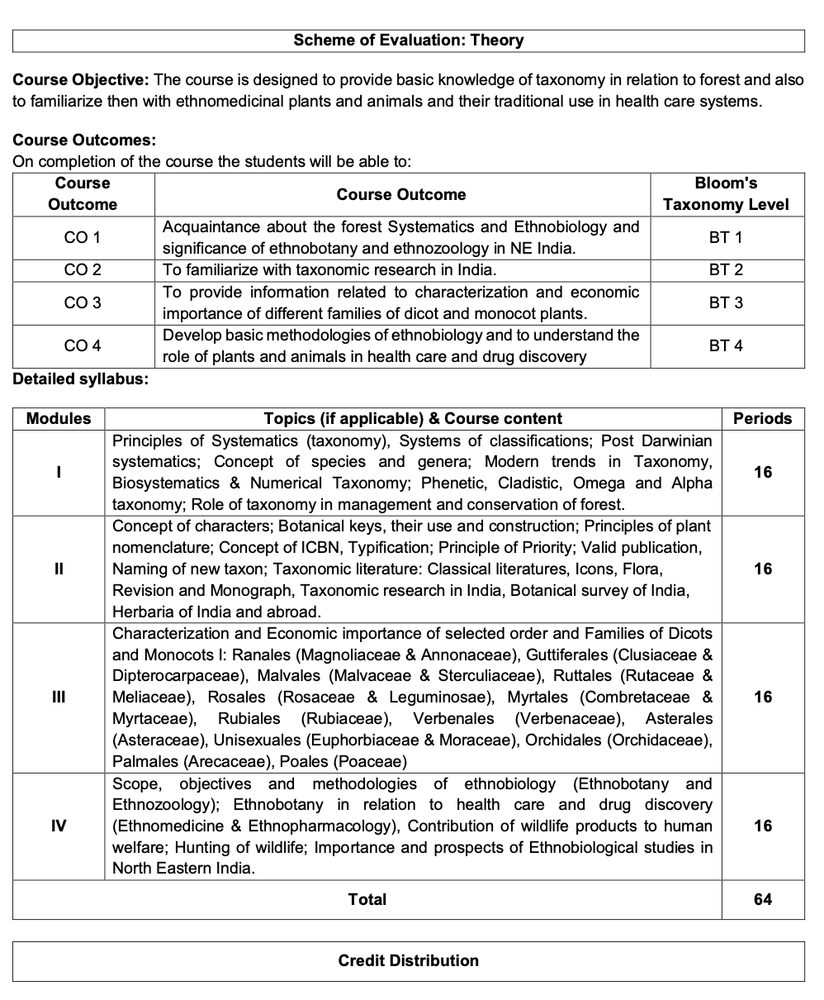 Scheme of Evaluation: Theory
Course Objective: The course is designed to provide basic knowledge of taxonomy in relation to forest and also
to familiarize then with ethnomedicinal plants and animals and their traditional use in health care systems.
Course Outcomes:
On completion of the course the students will be able to:
Course
Outcome
Course Outcome
Bloom's
Taxonomy Level
CO 1
Acquaintance about the forest Systematics and Ethnobiology and
significance of ethnobotany and ethnozoology in NE India.
BT 1
CO 2
To familiarize with taxonomic research in India.
BT 2
CO 3
To provide information related to characterization and economic
importance of different families of dicot and monocot plants.
BT 3
CO 4
Develop basic methodologies of ethnobiology and to understand the
role of plants and animals in health care and drug discovery
BT 4
Detailed syllabus:
Modules
Topics (if applicable) & Course content
Periods
I
Principles of Systematics (taxonomy), Systems of classifications; Post Darwinian
systematics; Concept of species and genera; Modern trends in Taxonomy,
Biosystematics & Numerical Taxonomy; Phenetic, Cladistic, Omega and Alpha
taxonomy; Role of taxonomy in management and conservation of forest.
16
II
Concept of characters; Botanical keys, their use and construction; Principles of plant
nomenclature; Concept of ICBN, Typification; Principle of Priority; Valid publication,
Naming of new taxon; Taxonomic literature: Classical literatures, Icons, Flora,
Revision and Monograph, Taxonomic research in India, Botanical survey of India,
Herbaria of India and abroad.
16
III
Characterization and Economic importance of selected order and Families of Dicots
and Monocots I: Ranales (Magnoliaceae & Annonaceae), Guttiferales (Clusiaceae &
Dipterocarpaceae), Malvales (Malvaceae & Sterculiaceae), Ruttales (Rutaceae &
Meliaceae), Rosales (Rosaceae & Leguminosae), Myrtales (Combretaceae &
Myrtaceae), Rubiales (Rubiaceae), Verbenales (Verbenaceae), Asterales
(Asteraceae), Unisexuales (Euphorbiaceae & Moraceae), Orchidales (Orchidaceae),
Palmales (Arecaceae), Poales (Poaceae)
16
IV
Scope, objectives and methodologies of ethnobiology (Ethnobotany and
Ethnozoology); Ethnobotany in relation to health care and drug discovery
(Ethnomedicine & Ethnopharmacology), Contribution of wildlife products to human
welfare; Hunting of wildlife; Importance and prospects of Ethnobiological studies in
North Eastern India.
16
Total
64
Credit Distribution